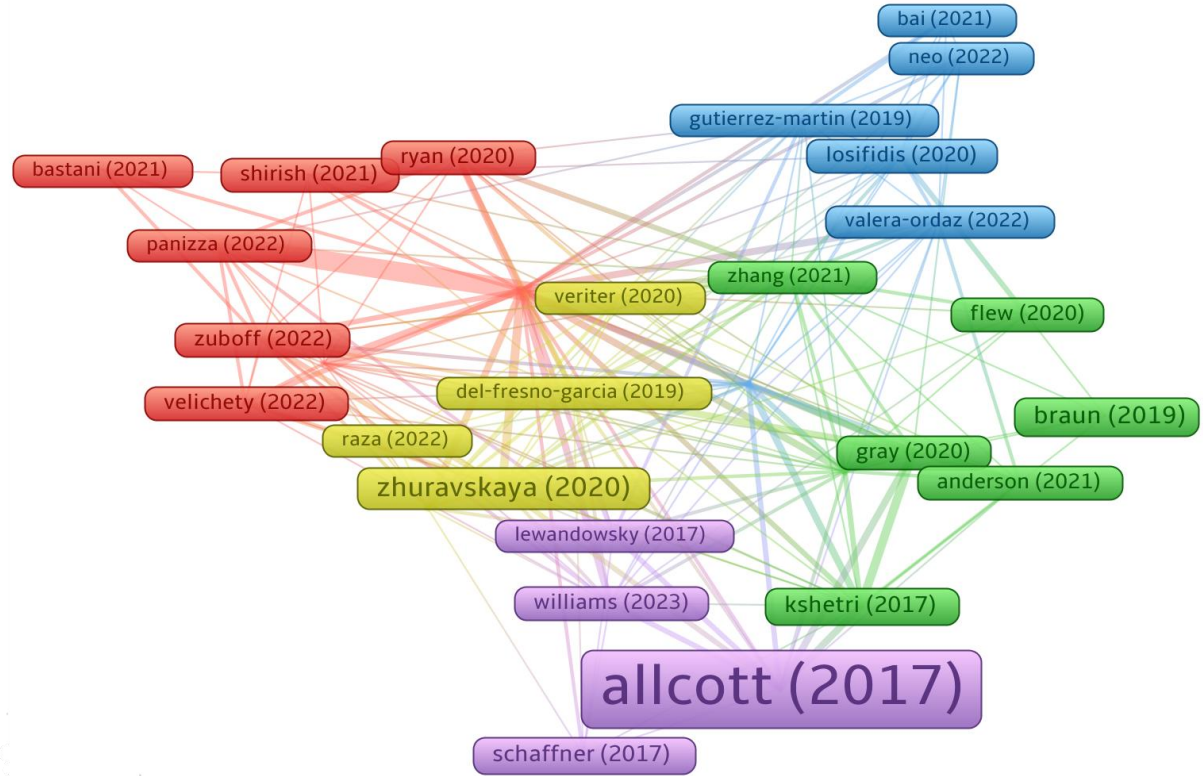 bai (2021)
neo (2022)
gutierrez-martin (2019)
losifidis (2020)
ryan (2020)
bastani (2021)
shirish (2021)
valera-ordaz (2022)
panizza (2022)
zhang (2021)
veriter (2020)
flew (2020)
zuboff (2022)
del-fresno-garcia (2019)
velichety (2022)
braun (2019)
raza (2022)
gray (2020)
anderson (2021)
zhuravskaya (2020)
lewandowsky (2017)
williams (2023)
kshetri (2017)
allcott (2017)
schaffner (2017)